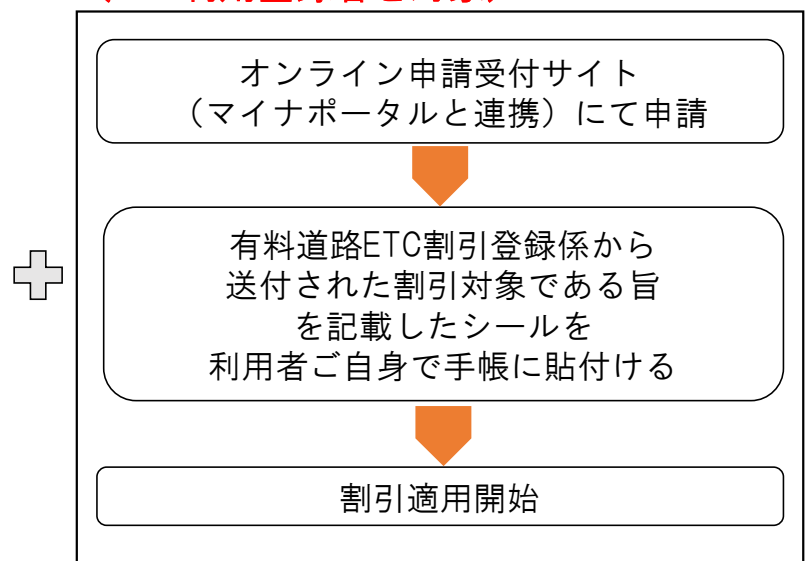 オンライン申請受付サイト
（マイナポータルと連携）にて申請
有料道路ETC割引登録係から
送付された割引対象である旨
を記載したシールを
利用者ご自身で手帳に貼付ける
割引適用開始